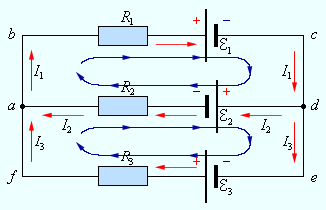 R1 + −
b c
ℰ1
I1 I1
R2 − +
a d
I2 ℰ2 I2
I3 I3
R3 + −
f e
ℰ3